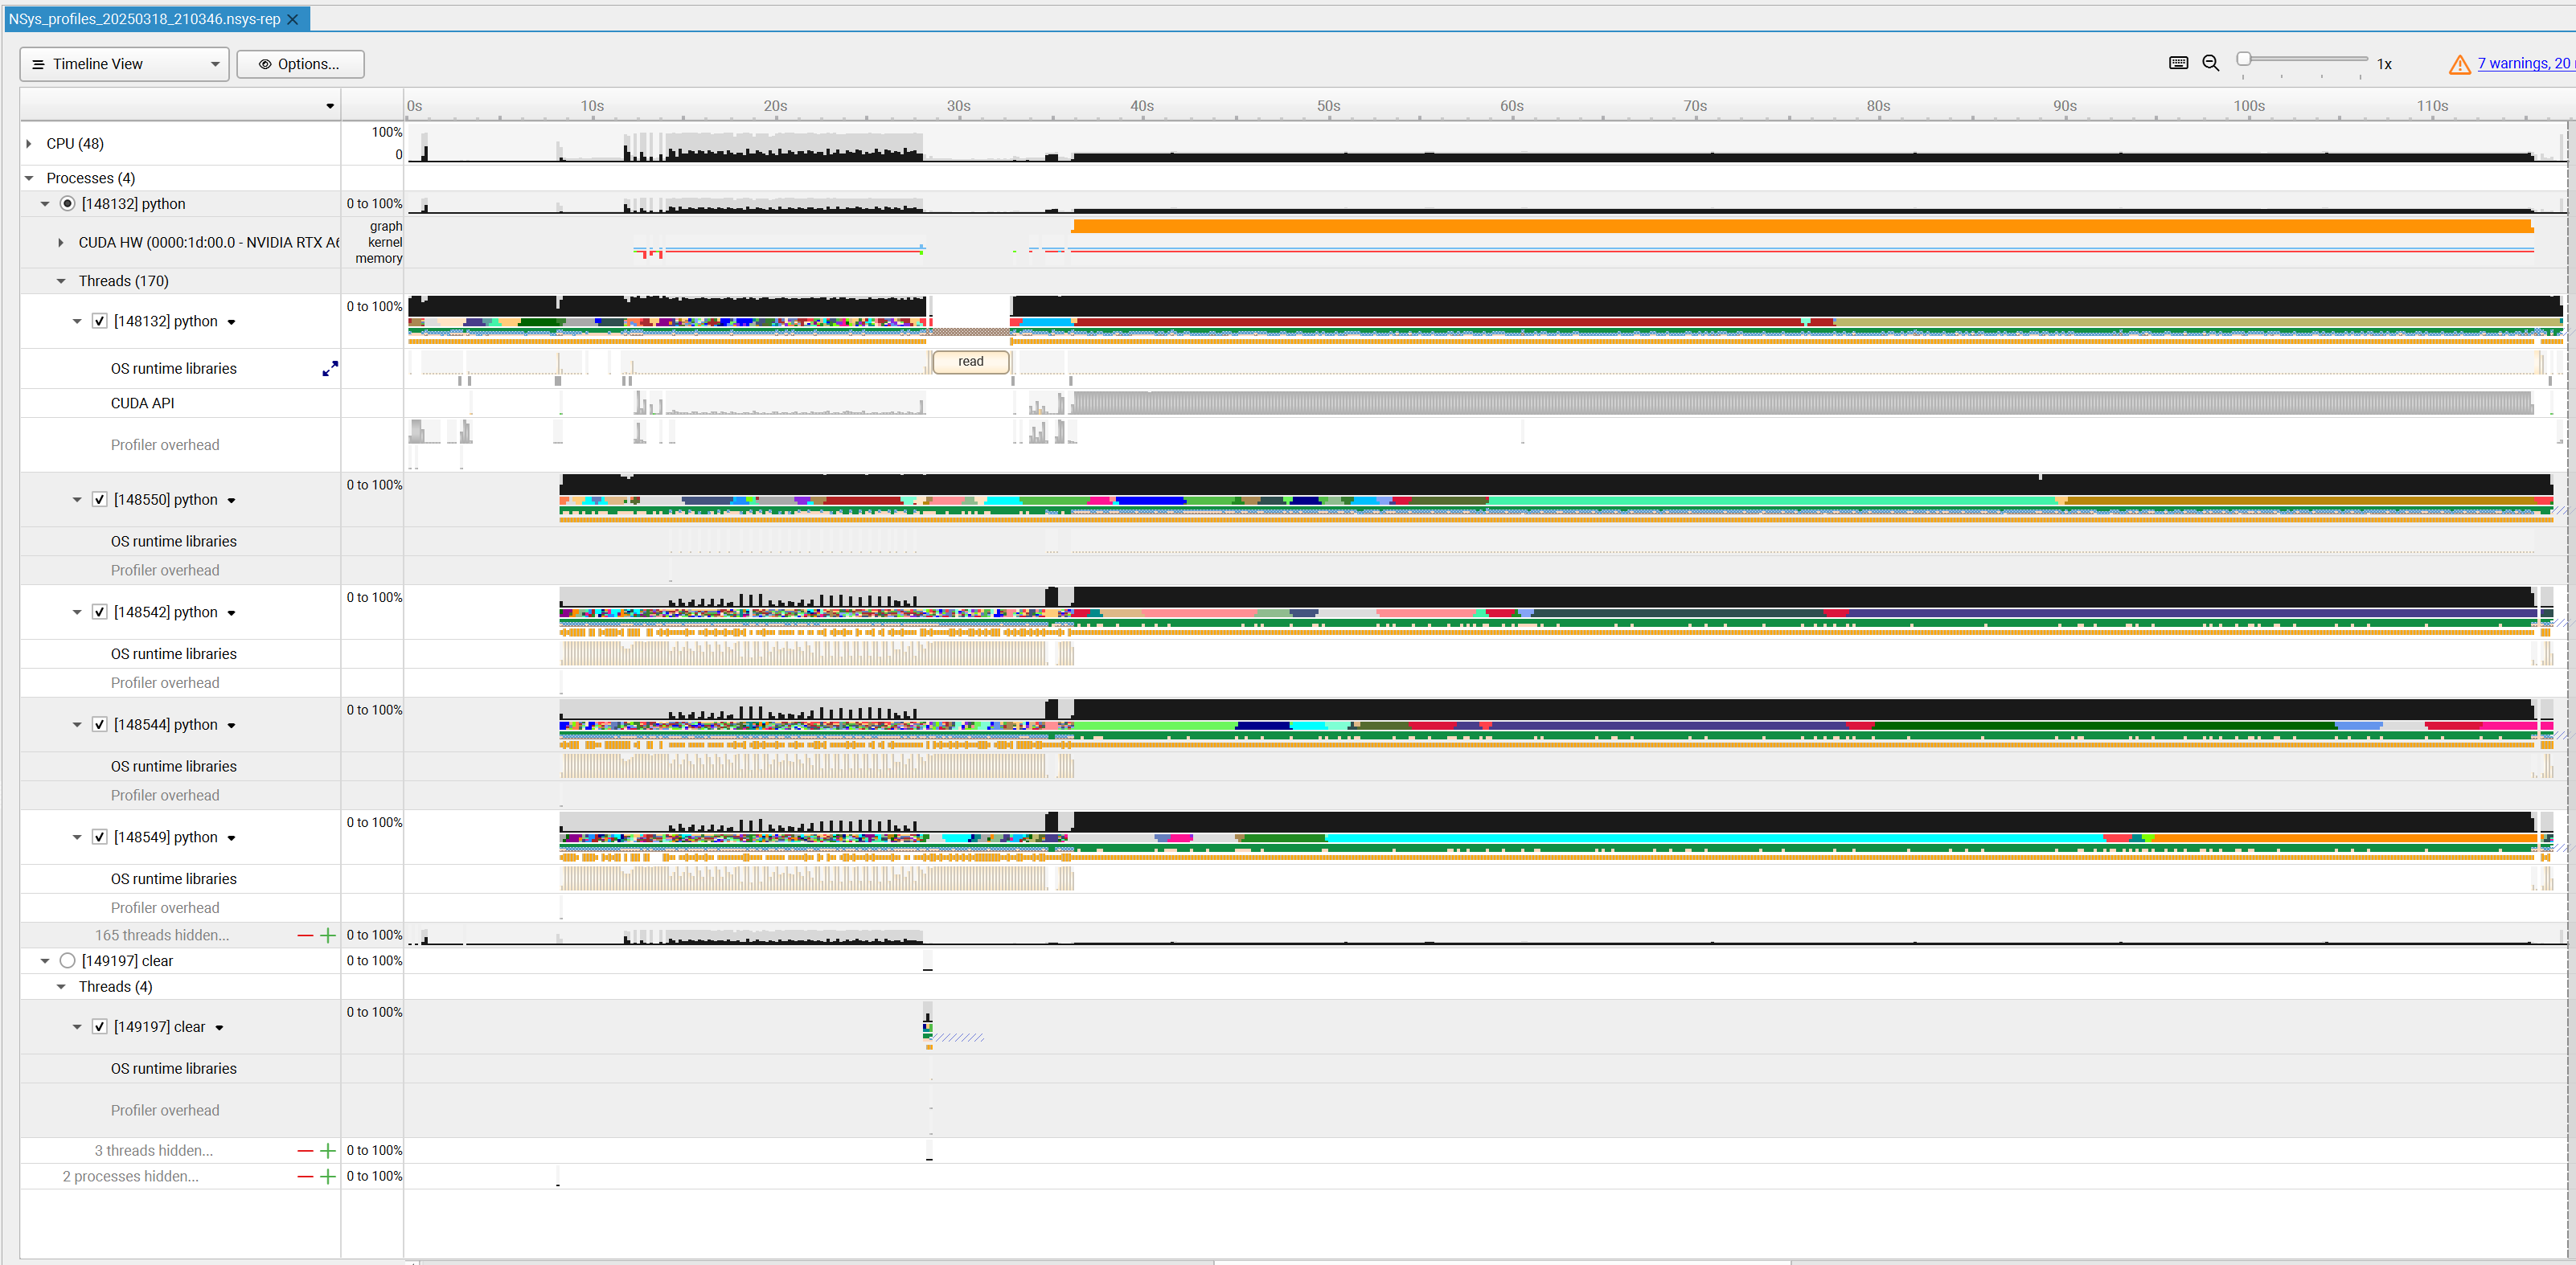 NSys_profiles_20250318_210346.nsys-rep
Timeline View
Options...
1x
7 warnings, 20
0s 10s 20s 30s 40s 50s 60s 70s 80s 90s 100s 110s
CPU (48)
100%
0
Processes (4)
[148132] python
0 to 100%
CUDA HW (0000:1d:00.0 - NVIDIA RTX A6
graph
kernel
memory
Threads (170)
[148132] python
0 to 100%
OS runtime libraries
read
CUDA API
Profiler overhead
[148550] python
0 to 100%
OS runtime libraries
Profiler overhead
[148542] python
0 to 100%
OS runtime libraries
Profiler overhead
[148544] python
0 to 100%
OS runtime libraries
Profiler overhead
[148549] python
0 to 100%
OS runtime libraries
Profiler overhead
165 threads hidden...
0 to 100%
[149197] clear
0 to 100%
Threads (4)
[149197] clear
0 to 100%
OS runtime libraries
Profiler overhead
3 threads hidden...
0 to 100%
2 processes hidden...
0 to 100%